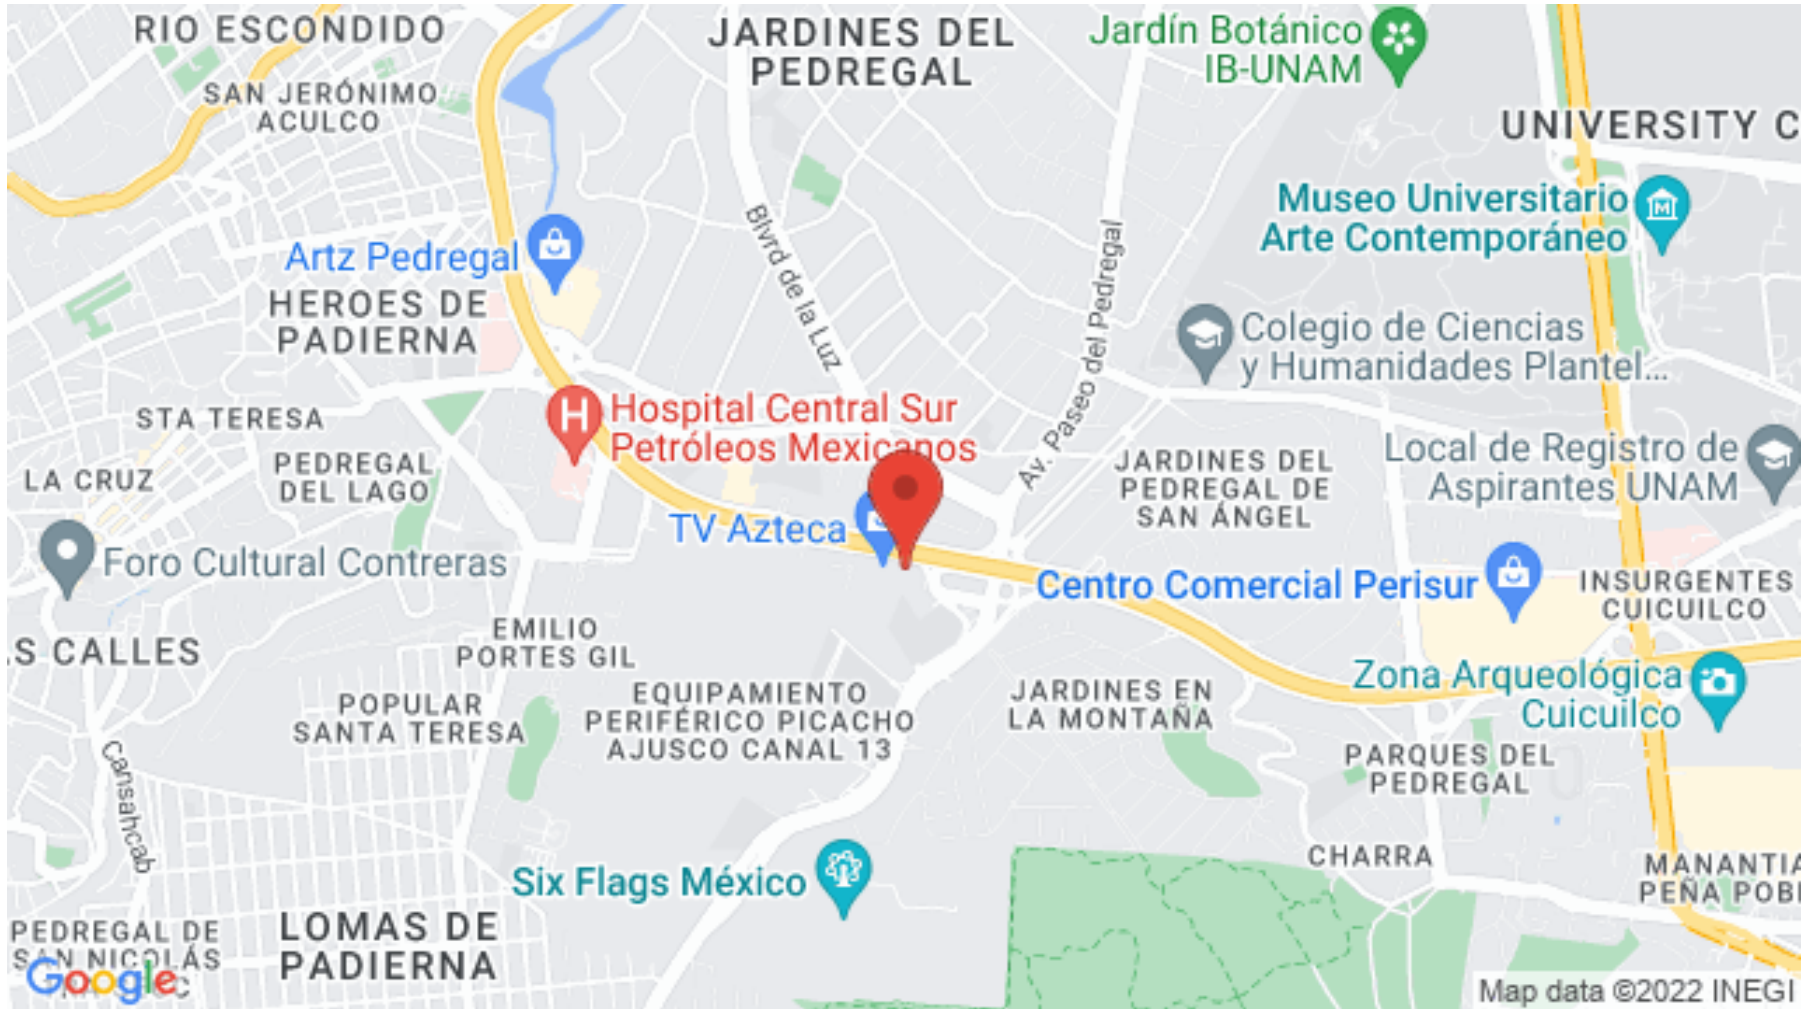 RIO ESCONDIDO
JARDINES DEL
PEDREGAL
Jardín Botánico
IB-UNAM
SAN JERÓNIMO
ACULCO
UNIVERSITY C
Museo Universitario
Arte Contemporáneo
Artz Pedregal
Blvrd de la Luz
Av. Paseo del Pedregal
HEROES DE
PADIERNA
Colegio de Ciencias
y Humanidades Plantel...
STA TERESA
H
Hospital Central Sur
Petróleos Mexicanos
LA CRUZ
PEDREGAL
DEL LAGO
JARDINES DEL
PEDREGAL DE
SAN ÁNGEL
Local de Registro de
Aspirantes UNAM
TV Azteca
Foro Cultural Contreras
Centro Comercial Perisur
INSURGENTES
CUICUILCO
S CALLES
EMILIO
PORTES GIL
POPULAR
SANTA TERESA
EQUIPAMIENTO
PERIFÉRICO PICACHO
AJUSCO CANAL 13
JARDINES EN
LA MONTAÑA
Zona Arqueológica
Cuicuilco
PARQUES DEL
PEDREGAL
Cansahcab
Six Flags México
CHARRA
MANANTIA
PEÑA POB
PEDREGAL DE
SAN NICOLÁS
LOMAS DE
PADIERNA
Google
Map data ©2022 INEGI